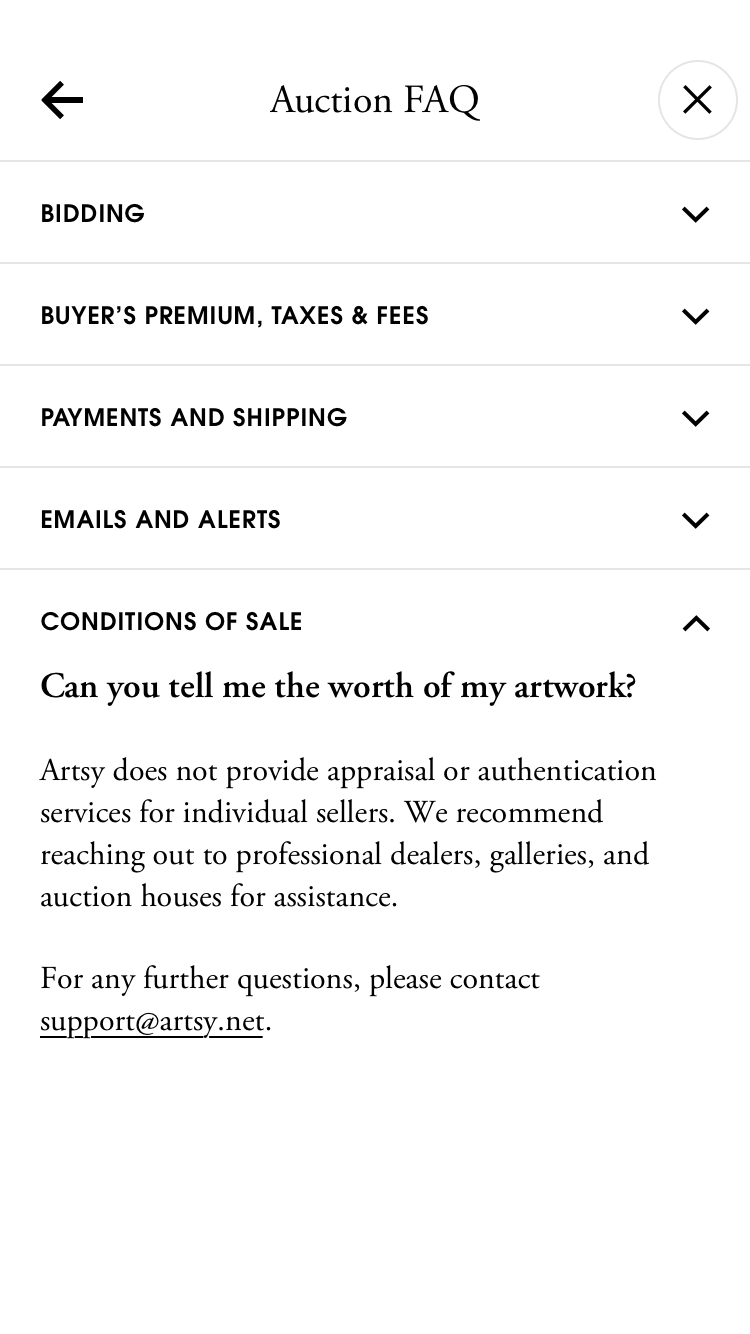 Auction FAQ
BIDDING
BUYER’S PREMIUM, TAXES & FEES
PAYMENTS AND SHIPPING
EMAILS AND ALERTS
CONDITIONS OF SALE
Can you tell me the worth of my artwork?
Artsy does not provide appraisal or authentication
services for individual sellers. We recommend
reaching out to professional dealers, galleries, and
auction houses for assistance.
For any further questions, please contact
support@artsy.net.